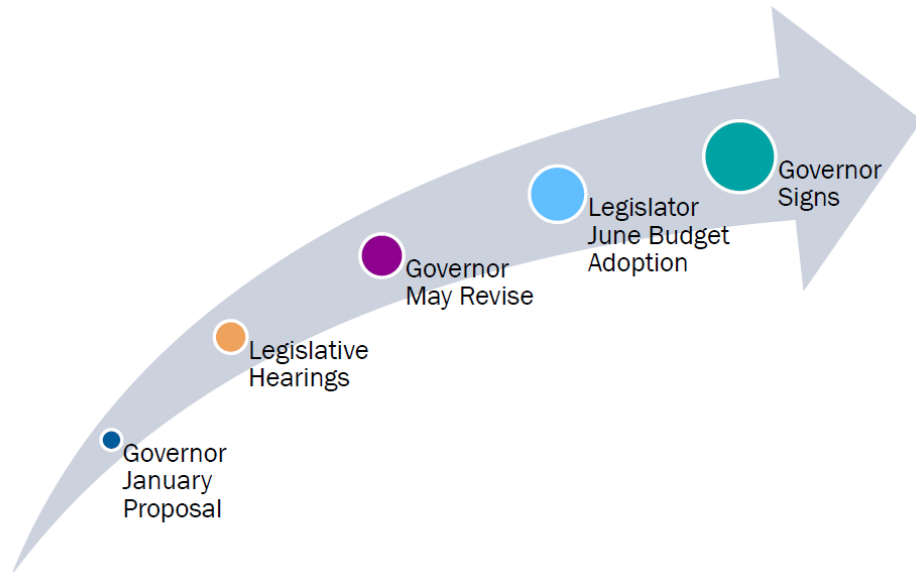 Governor
January
Proposal
Legislative
Hearings
Governor
May Revise
Legislator
June Budget
Adoption
Governor
Signs